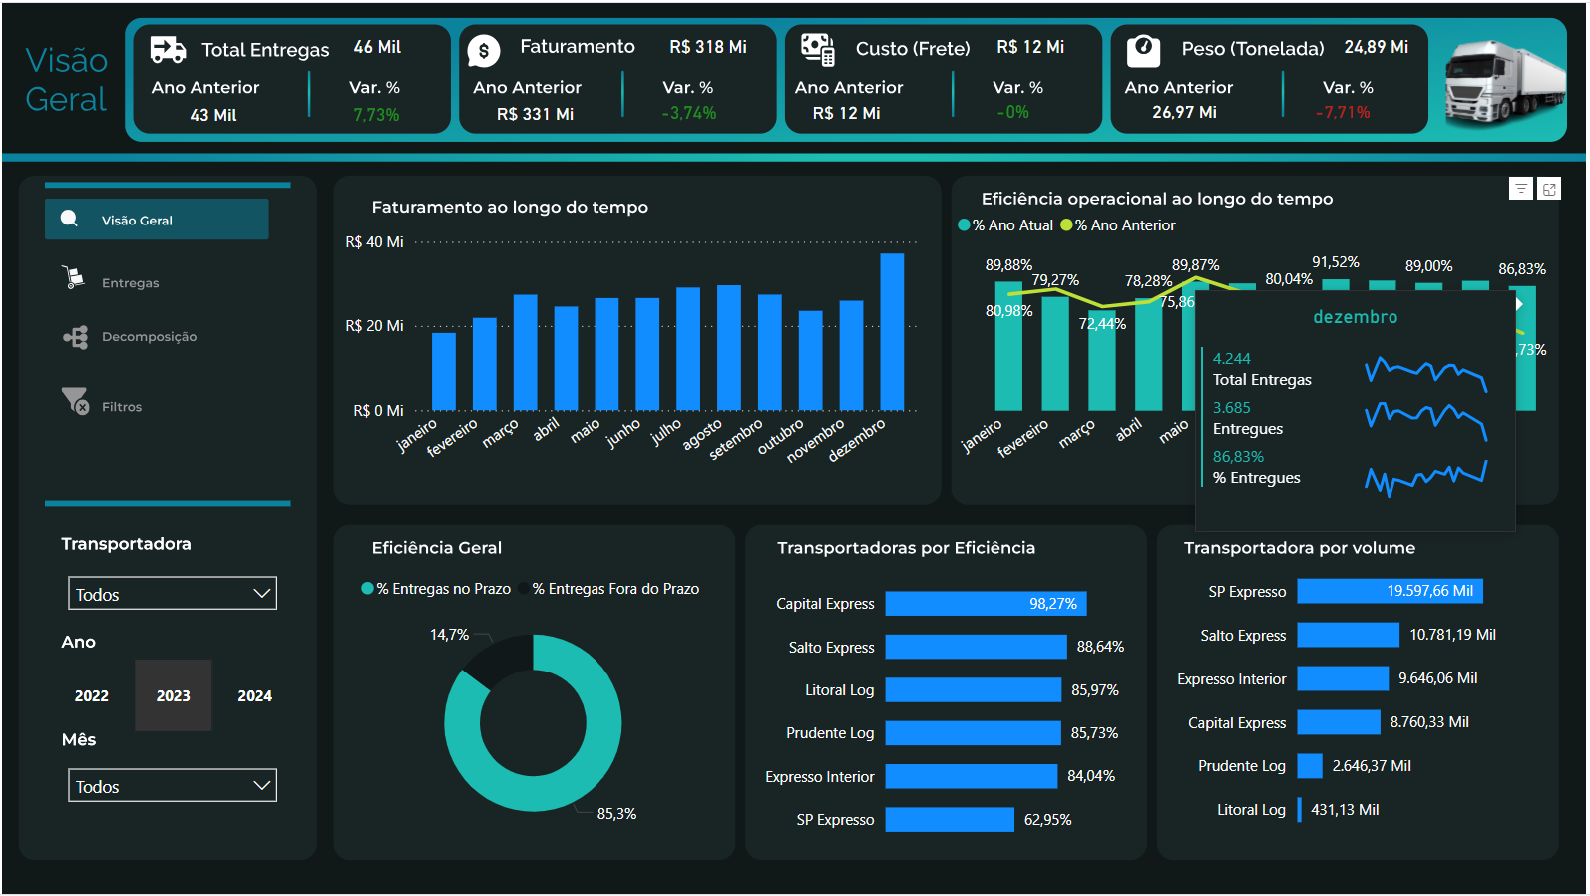 Visão Geral
Total Entregas 46 Mil
Ano Anterior Var. %
43 Mil 7,73%
Faturamento R$ 318 Mi
Ano Anterior Var. %
R$ 331 Mi -3,74%
Custo (Frete) R$ 12 Mi
Ano Anterior Var. %
R$ 12 Mi -0%
Peso (Tonelada) 24,89 Mi
Ano Anterior Var. %
26,97 Mi -7,71%
Visão Geral
Entregas
Decomposição
Filtros
Transportadora
Todos
Ano
2022 2023 2024
Mês
Todos
Faturamento ao longo do tempo
R$ 40 Mi
R$ 20 Mi
R$ 0 Mi
janeiro fevereiro março abril maio junho julho agosto setembro outubro novembro dezembro
Eficiência operacional ao longo do tempo
% Ano Atual % Ano Anterior
89,88% 79,27% 78,28% 89,87% 80,04% 91,52% 89,00% 86,83%
80,98% 72,44% 75,86 ,73%
janeiro fevereiro março abril maio
dezembro
4.244
Total Entregas
3.685
Entregues
86,83%
% Entregues
Eficiência Geral
% Entregas no Prazo % Entregas Fora do Prazo
14,7%
85,3%
Transportadoras por Eficiência
Capital Express 98,27%
Salto Express 88,64%
Litoral Log 85,97%
Prudente Log 85,73%
Expresso Interior 84,04%
SP Expresso 62,95%
Transportadora por volume
SP Expresso 19.597,66 Mil
Salto Express 10.781,19 Mil
Expresso Interior 9.646,06 Mil
Capital Express 8.760,33 Mil
Prudente Log 2.646,37 Mil
Litoral Log 431,13 Mil